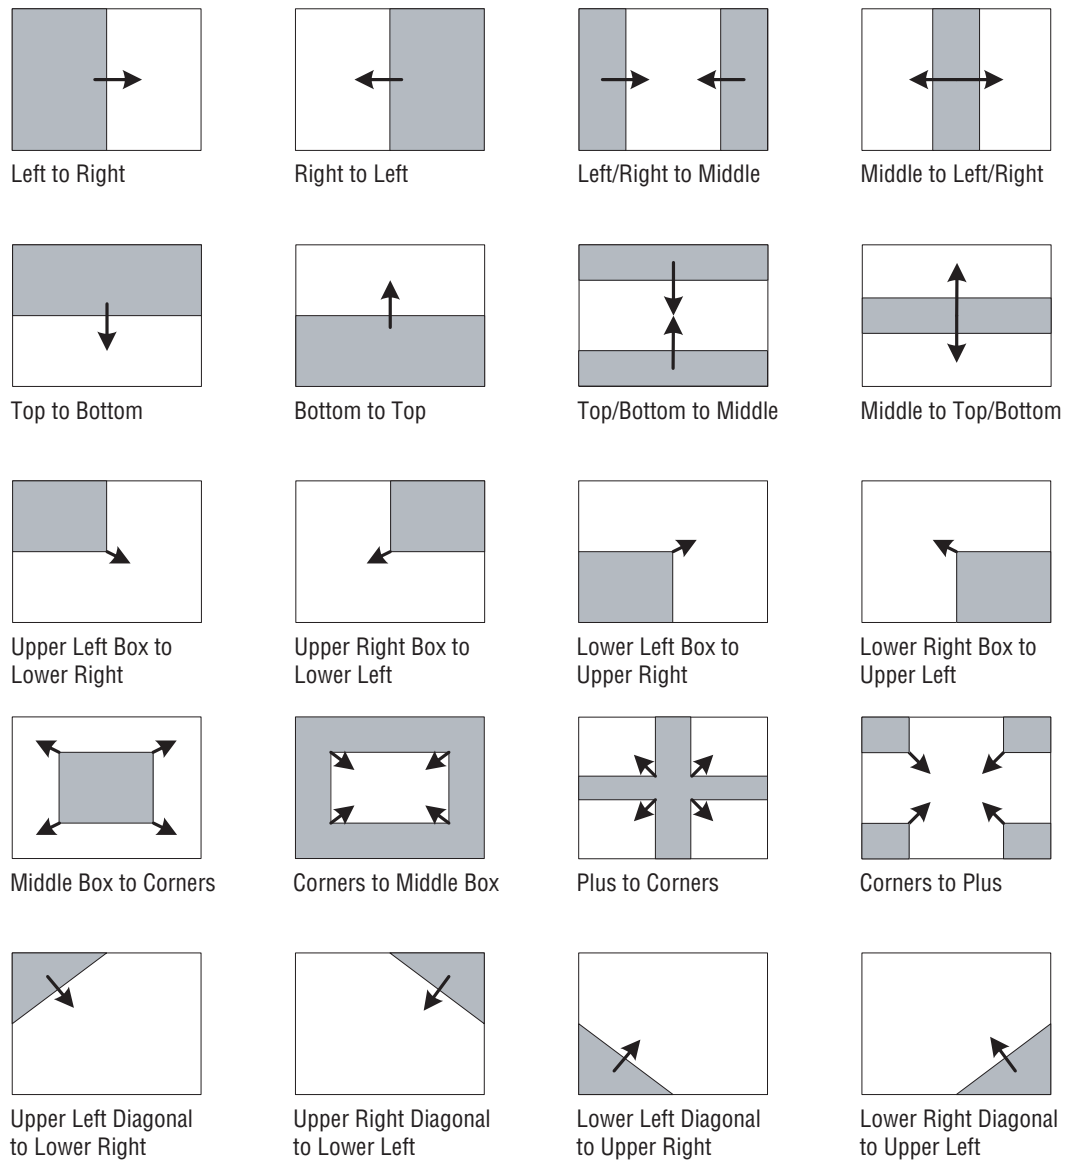 Left to Right
Right to Left
Left/Right to Middle
Middle to Left/Right
Top to Bottom
Bottom to Top
Top/Bottom to Middle
Middle to Top/Bottom
Upper Left Box to
Lower Right
Upper Right Box to
Lower Left
Lower Left Box to
Upper Right
Lower Right Box to
Upper Left
Middle Box to Corners
Corners to Middle Box
Plus to Corners
Corners to Plus
Upper Left Diagonal
to Lower Right
Upper Right Diagonal
to Lower Left
Lower Left Diagonal
to Upper Right
Lower Right Diagonal
to Upper Left